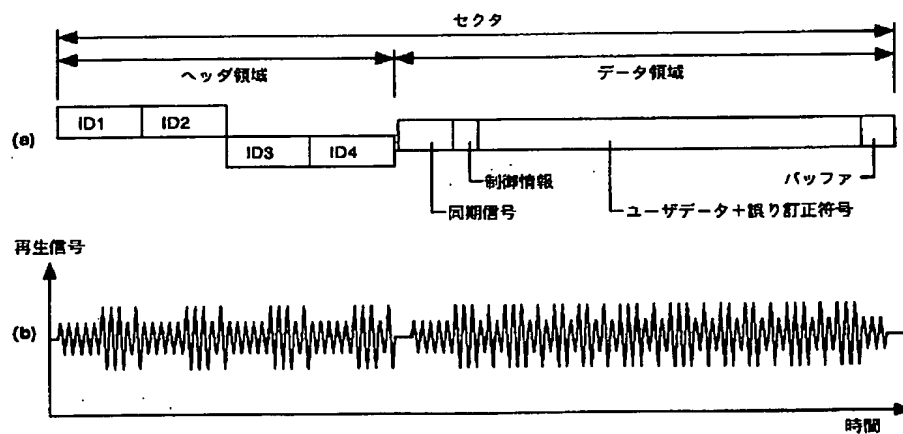 セクタ
ヘッダ領域
データ領域
(a)
ID1
ID2
ID3
ID4
制御情報
バッファ
同期信号
ユーザデータ+誤り訂正符号
再生信号
(b)
時間